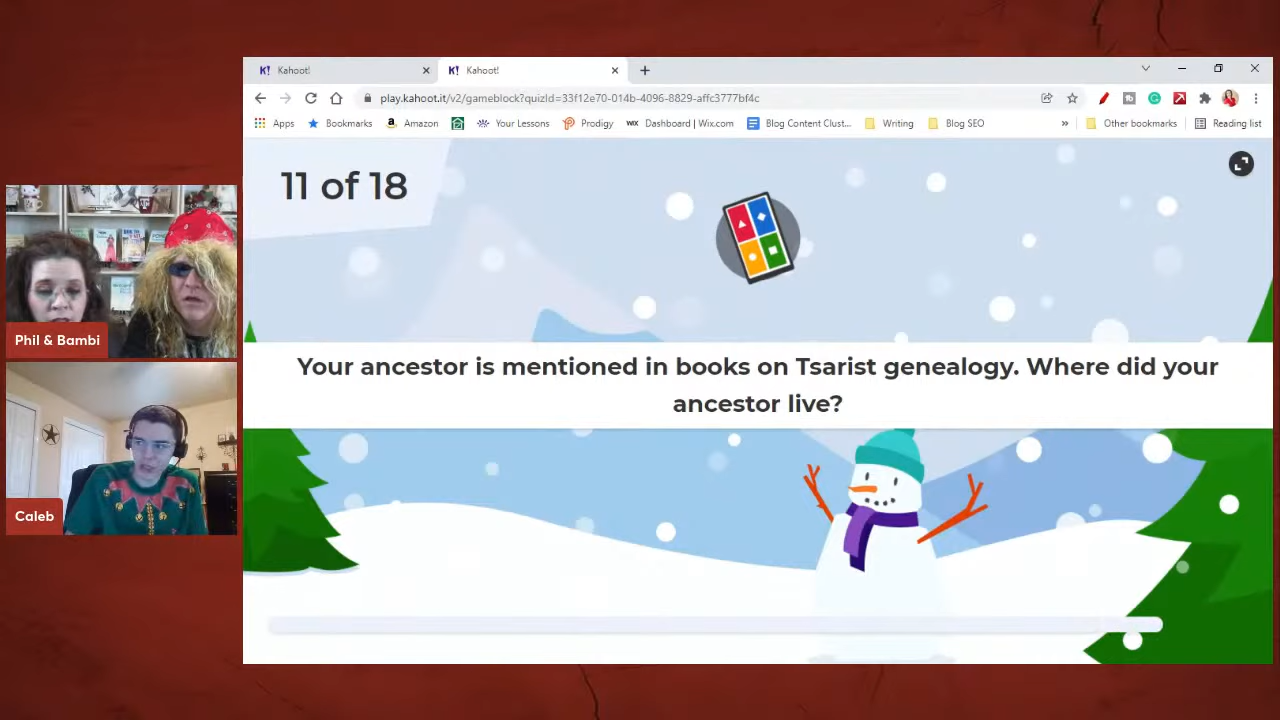 Kahoot!
Kahoot!
play.kahoot.it/v2/gameblock?quizId=33f12e70-014b-4096-8829-affc3777bf4c
Apps
Bookmarks
Amazon
Your Lessons
Prodigy
WIX Dashboard | Wix.com
Blog Content Clust...
Writing
Blog SEO
»
Other bookmarks
Reading list
11 of 18
Your ancestor is mentioned in books on Tsarist genealogy. Where did your
ancestor live?
Phil & Bambi
Caleb